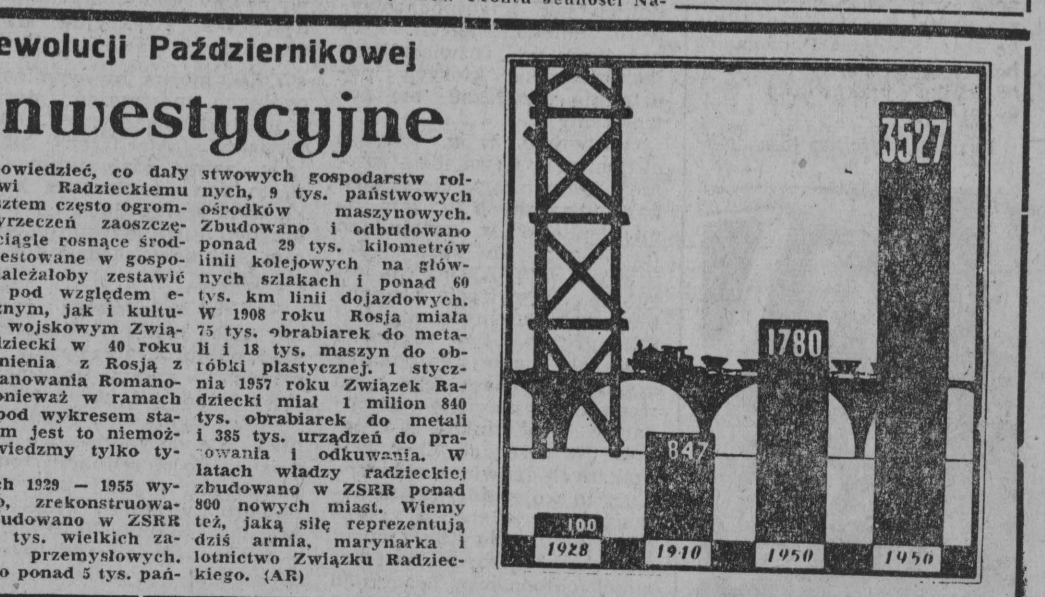 ewolucji Październikowej
nwestycyjne
owiedzieć, co dały
wi Radzieckiemu
sztem często ogrom-
yrzeczeń zaoszczę-
ciągle rosnące środ-
estowane w gospo-
ależałoby zestawić
pod względem e-
znym, jak i kultu-
wojskowym Zwią-
dziecki w 40 roku
nienia z Rosją z
anowania Romano-
onieważ w ramach
pod wykresem sta-
m jest to niemoż-
wiedzmy tylko ty-
ch 1929 — 1955 wy-
o, zrekonstruowa-
udowano w ZSRR
tys. wielkich za-
przemysłowych.
o ponad 5 tys. pań-
stwowych gospodarstw rol-
nych, 9 tys. państwowych
ośrodków maszynowych.
Zbudowano i odbudowano
ponad 29 tys. kilometrów
linii kolejowych na głów-
nych szlakach i ponad 60
tys. km linii dojazdowych.
W 1908 roku Rosja miała
75 tys. obrabiarek do meta-
li i 18 tys. maszyn do ob-
róbki plastycznej. 1 stycz-
nia 1957 roku Związek Ra-
dziecki miał 1 milion 840
tys. obrabiarek do metali
i 385 tys. urządzeń do pra-
sowania i odkuwania. W
latach władzy radzieckiej
zbudowano w ZSRR ponad
800 nowych miast. Wiemy
też, jaką siłę reprezentują
dziś armia, marynarka i
lotnictwo Związku Radziec-
kiego. (AR)
3527
1780
847
100
1928
1940
1950
1956